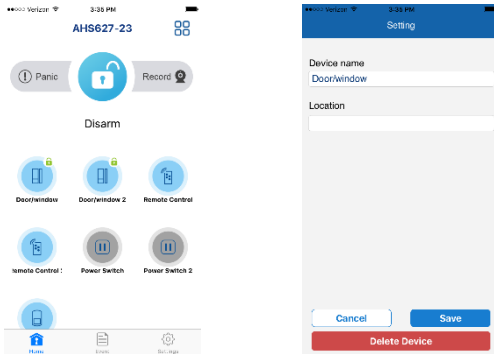 Verizon
3:36 PM
AHS627-23
Panic
Record
Disarm
Door/window
Door/window 2
Remote Control
Remote Control
Power Switch
Power Switch 2
Home
Settings
Verizon
3:36 PM
Setting
Device name
Door/window
Location
Cancel
Save
Delete Device